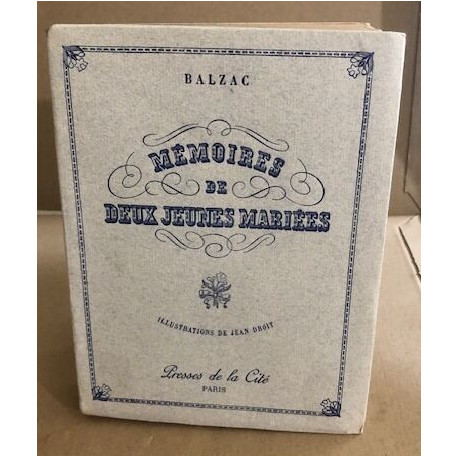 BALZAC
MÉMOIRES
DE
DEUX JEUNES MARIÉES
ILLUSTRATIONS DE JEAN DROIT
Presses de la Cité
PARIS